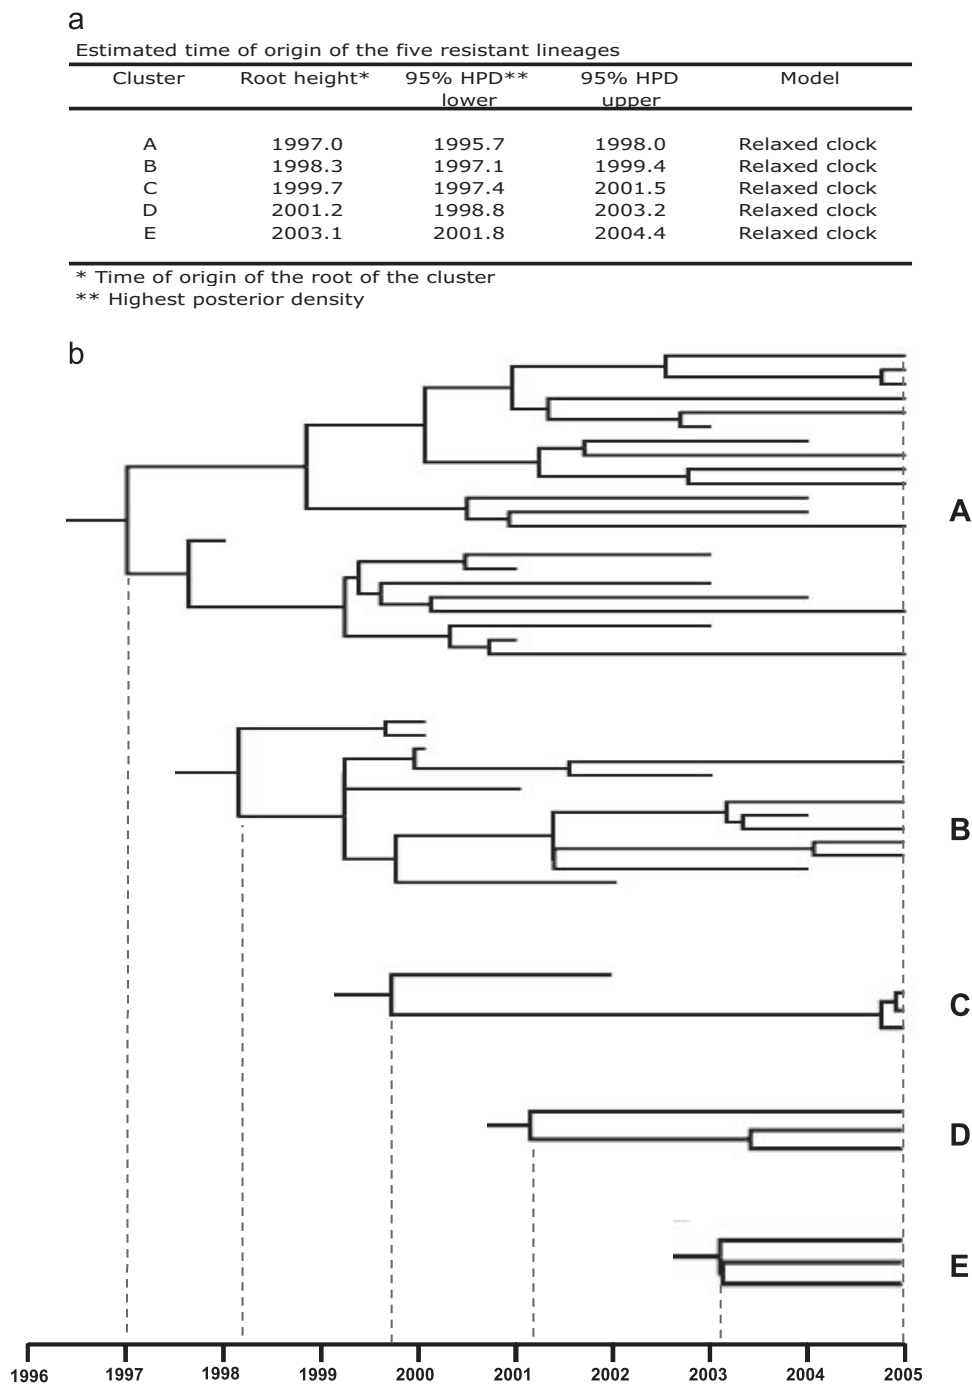 a
Estimated time of origin of the five resistant lineages
Cluster Root height* 95% HPD** 95% HPD Model
lower upper
A 1997.0 1995.7 1998.0 Relaxed clock
B 1998.3 1997.1 1999.4 Relaxed clock
C 1999.7 1997.4 2001.5 Relaxed clock
D 2001.2 1998.8 2003.2 Relaxed clock
E 2003.1 2001.8 2004.4 Relaxed clock
* Time of origin of the root of the cluster
** Highest posterior density
b
A
B
C
D
E
1996 1997 1998 1999 2000 2001 2002 2003 2004 2005